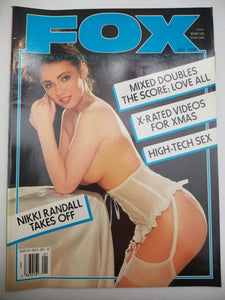 FOX
MIXED DOUBLES
THE SCORE: LOVE ALL
X-RATED VIDEOS
FOR XMAS
HIGH-TECH SEX
NIKKI RANDALL
TAKES OFF